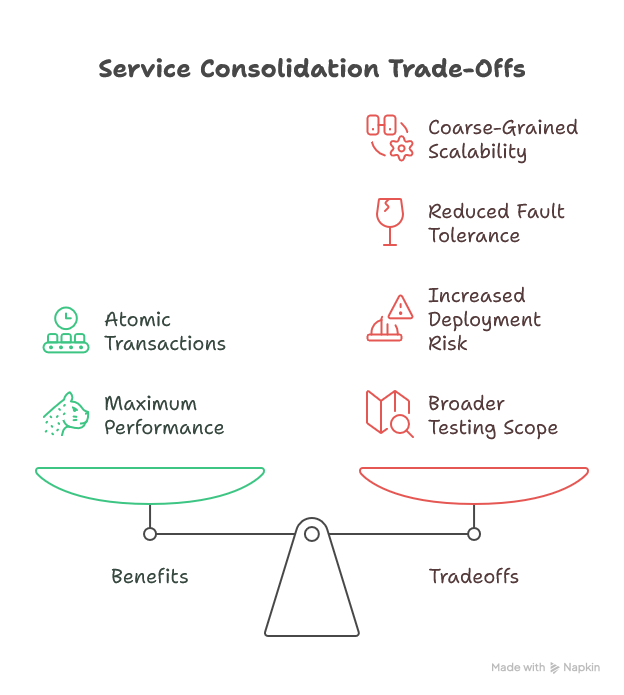 Service Consolidation Trade-Offs
Coarse-Grained
Scalability
Reduced Fault
Tolerance
Increased
Deployment
Risk
Broader
Testing Scope
Atomic
Transactions
Maximum
Performance
Benefits
Tradeoffs
Made with Napkin